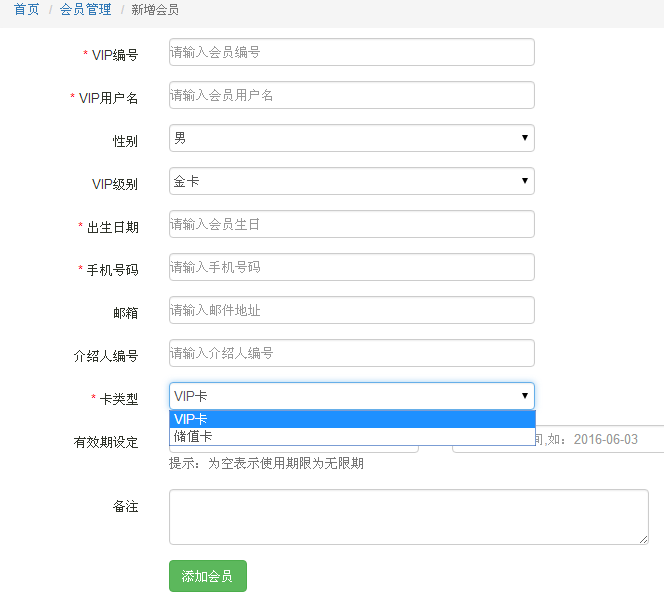 首页 / 会员管理 / 新增会员
* VIP编号 请输入会员编号
* VIP用户名 请输入会员用户名
性别 男
VIP级别 金卡
* 出生日期 请输入会员生日
* 手机号码 请输入手机号码
邮箱 请输入邮件地址
介绍人编号 请输入介绍人编号
* 卡类型 VIP卡
VIP卡
储值卡
有效期设定 间,如：2016-06-03
提示：为空表示使用期限为无限期
备注
添加会员